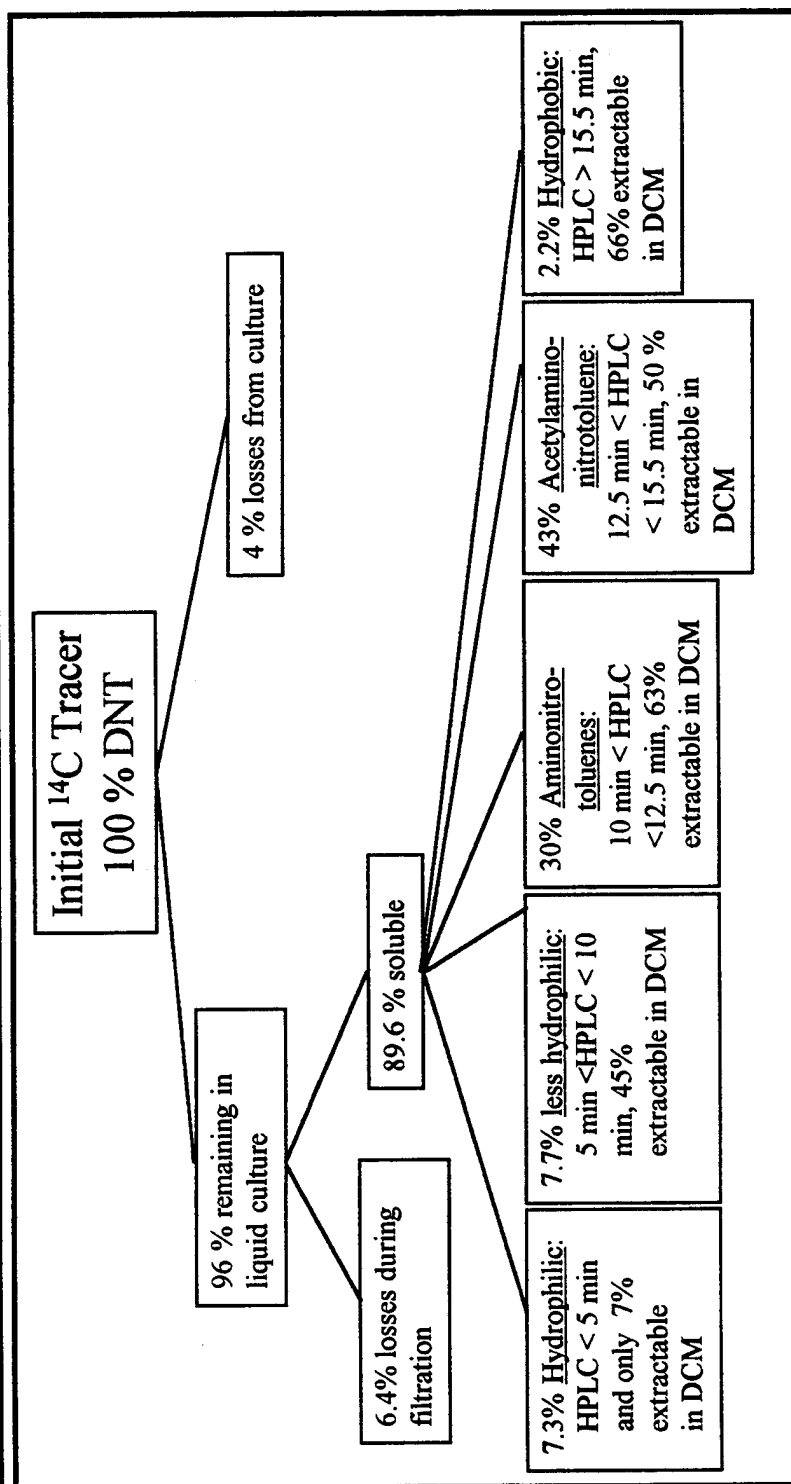 Initial ¹⁴C Tracer
100 % DNT
96 % remaining in
liquid culture
4 % losses from culture
6.4% losses during
filtration
89.6 % soluble
7.3% Hydrophilic:
HPLC < 5 min
and only 7%
extractable
in DCM
7.7% less hydrophilic:
5 min <HPLC < 10
min, 45%
extractable in DCM
30% Aminonitro-
toluenes:
10 min < HPLC
<12.5 min, 63%
extractable in DCM
43% Acetylamino-
nitrotoluene:
12.5 min < HPLC
< 15.5 min, 50 %
extractable in
DCM
2.2% Hydrophobic:
HPLC > 15.5 min,
66% extractable
in DCM